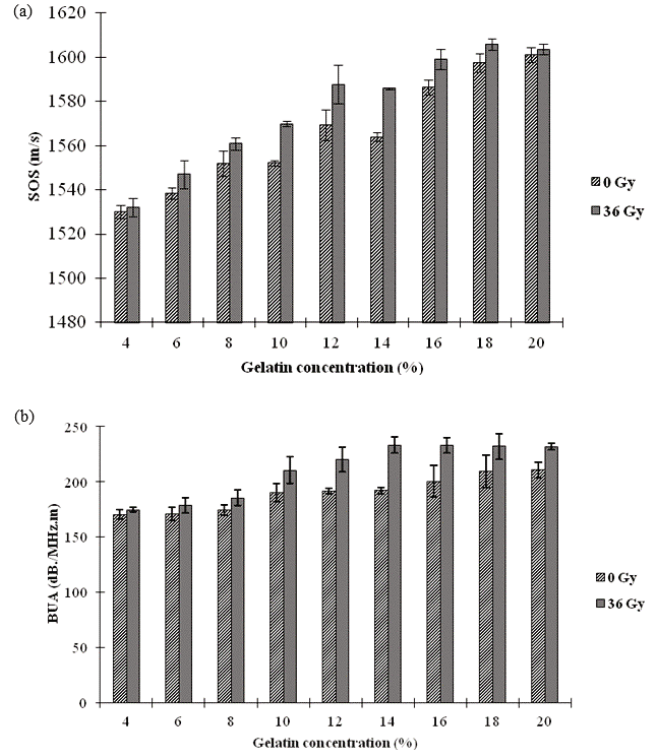 (a)
1620
1600
1580
1560
1540
1520
1500
1480
SOS (m/s)
4 6 8 10 12 14 16 18 20
Gelatin concentration (%)
0 Gy
36 Gy
(b)
250
200
150
100
50
0
BUA (dB./MHz.m)
4 6 8 10 12 14 16 18 20
Gelatin concentration (%)
0 Gy
36 Gy